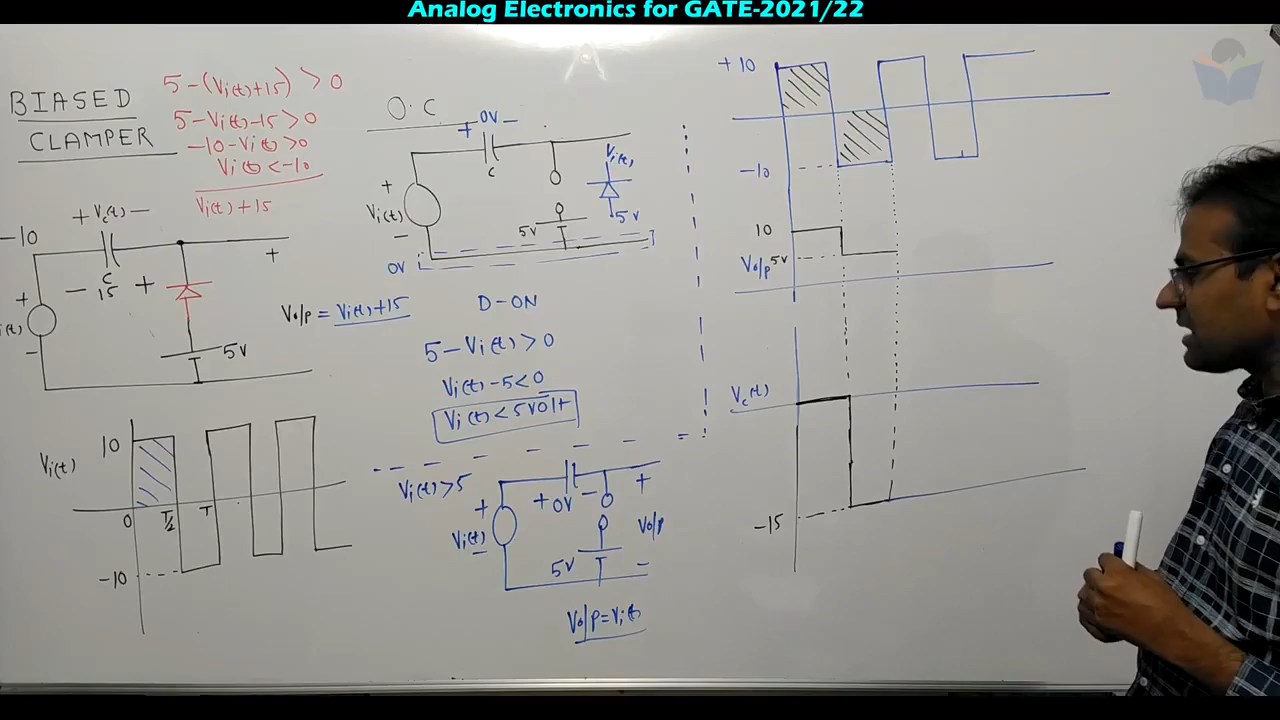 Analog Electronics for GATE-2021/22
BIASED
CLAMPER
5-(Vi(t)+15) > 0
5-Vi(t)-15 > 0
-10-Vi(t) > 0
Vi(t) < -10
Vi(t)+15
-10
+ Vc(t) -
C
- 15 +
+
+
i(t)
-
5V
O.C
+ 0V -
C
+
Vi(t)
-
0V
5V
Vi(t)
5V
Vo/p = Vi(t)+15
D-ON
5-Vi(t) > 0
Vi(t)-5 < 0
Vi(t) < 5Volt
Vi(t) > 5
+ 0V -
+
Vi(t)
-
5V
+
Vo/p
-
Vo/p = Vi(t)
Vi(t)
10
0
T/2
T
-10
+10
-10
10
Vo/p 5V
Vc(t)
-15